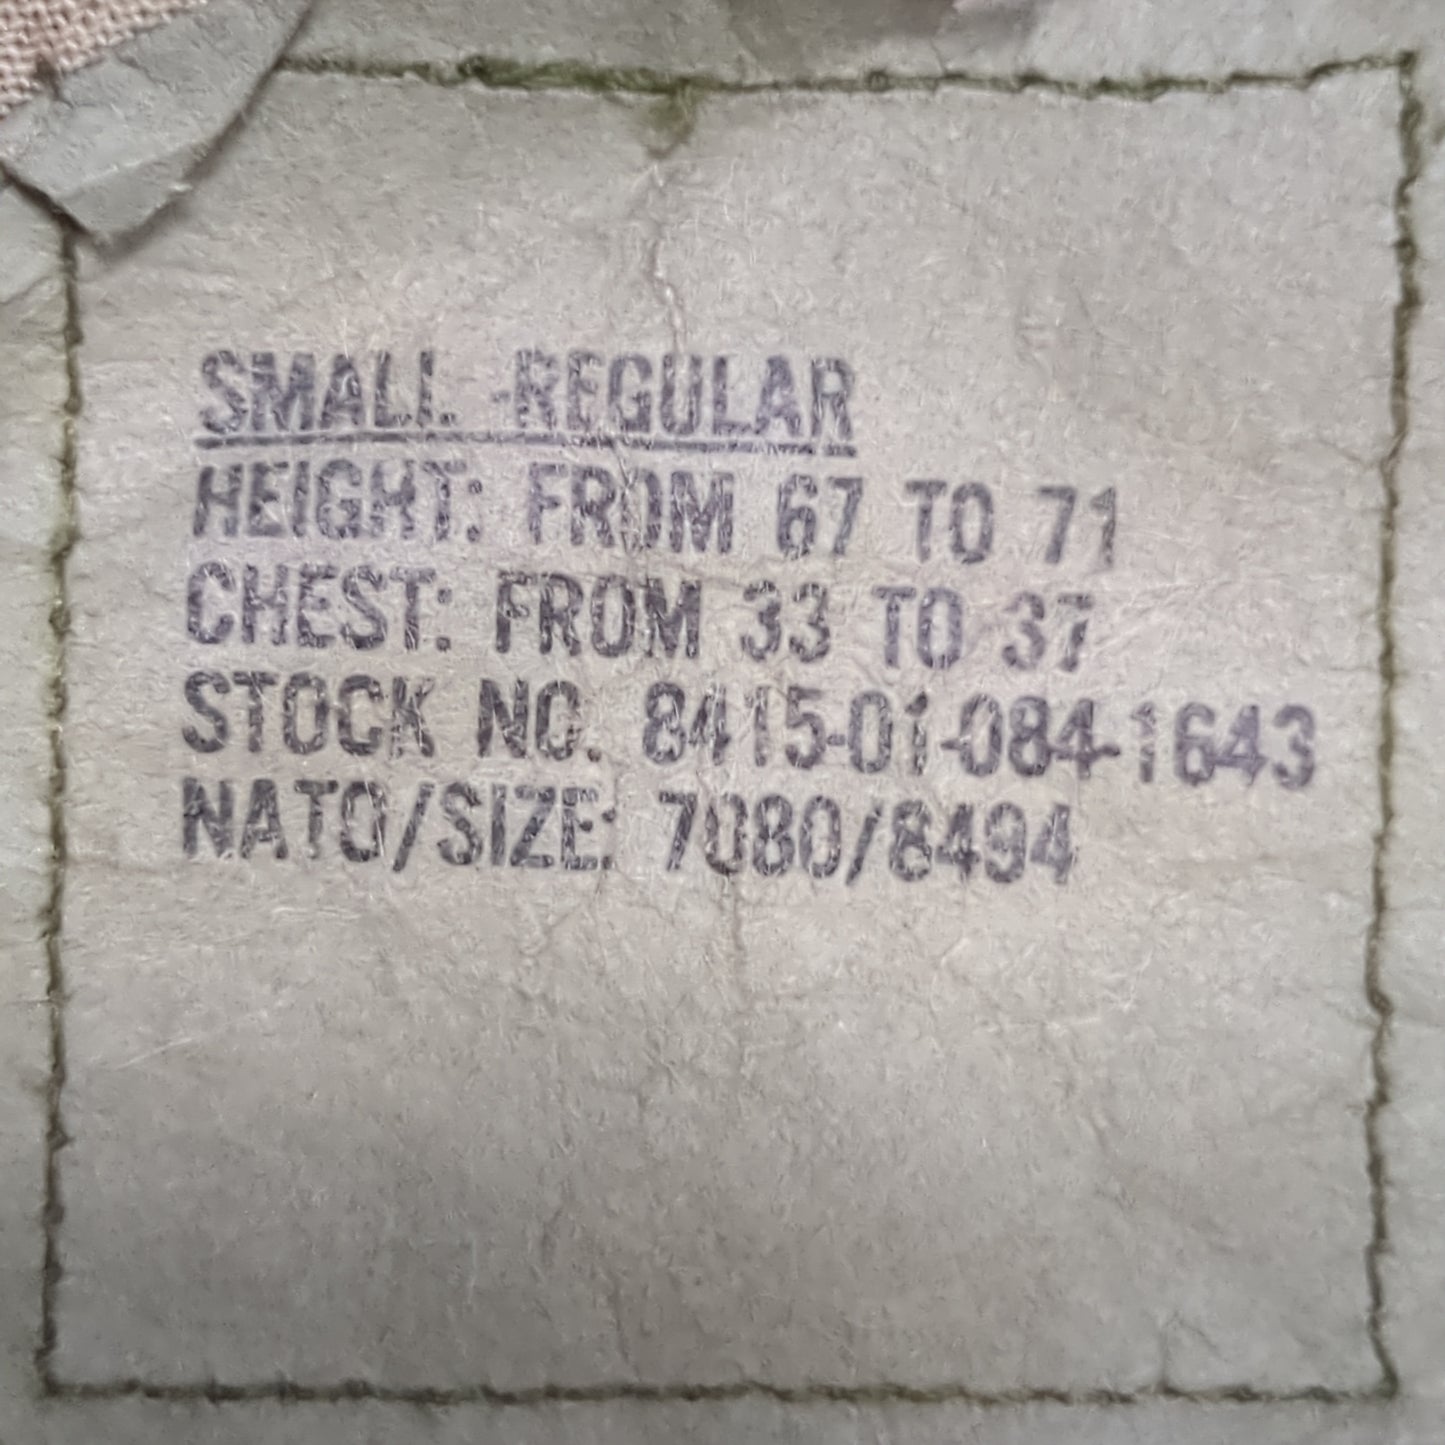 SMALL -REGULAR
HEIGHT: FROM 67 TO 71
CHEST: FROM 33 TO 37
STOCK NO. 8415-01-084-1643
NATO/SIZE: 7080/8494